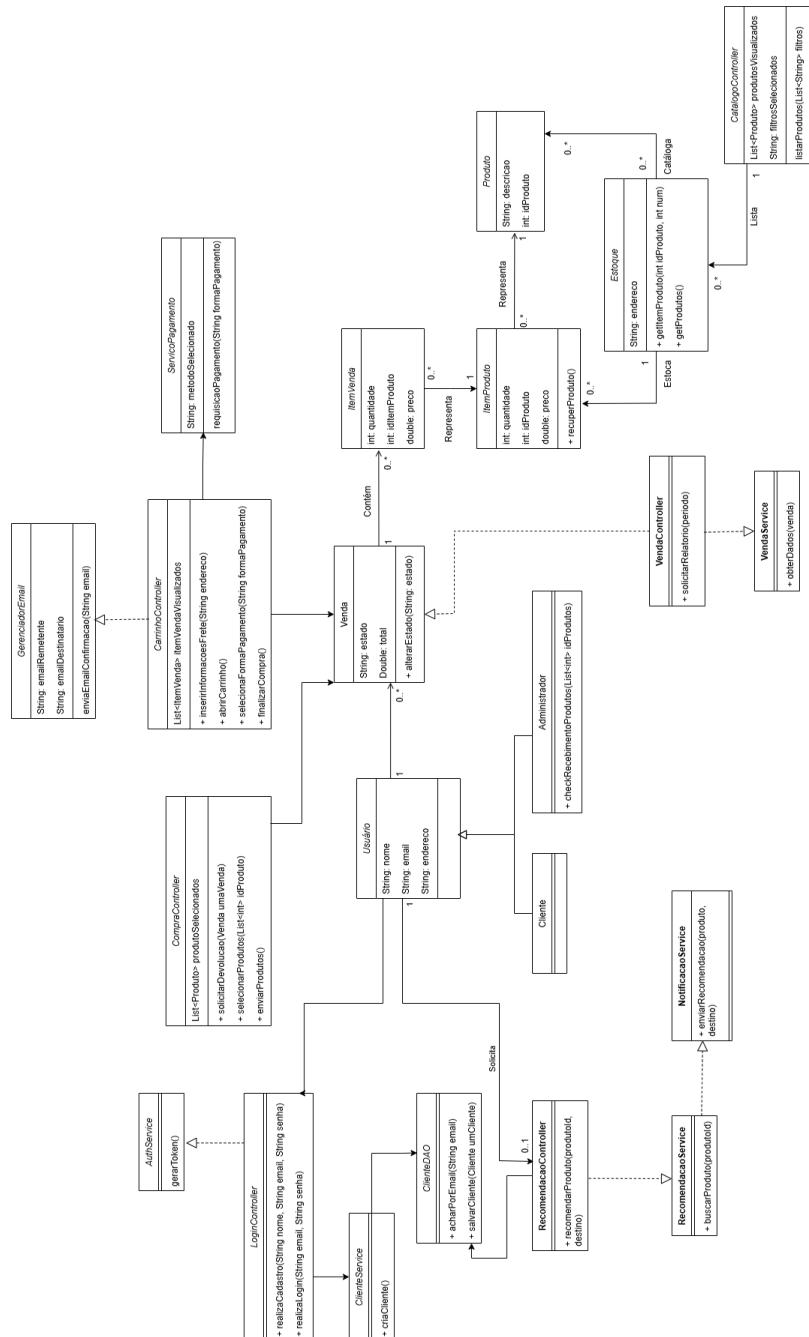 GerenciadorEmail
String: emailRemetente
String: emailDestinatario
enviaEmailConfirmacao(String email)
AuthService
gerarToken()
CompraController
List<Produto> produtoSelecionados
+ solicitarDevolucao(Venda umaVenda)
+ selecionarProdutos(List<int> idProduto)
+ enviarProdutos()
CarrinhoController
List<ItemVenda> itemVendaVisualizados
+ inserirInformacoesFrete(String endereco)
+ abrirCarrinho()
+ selecionaFormaPagamento(String formaPagamento)
+ finalizarCompra()
ServicoPagamento
String: metodoSelecionado
requisicaoPagamento(String formaPagamento)
LoginController
+ realizaCadastro(String nome, String email, String senha)
+ realizaLogin(String email, String senha)
ClienteService
+ criaCliente()
ClienteDAO
+ acharPorEmail(String email)
+ salvarCliente(Cliente umCliente)
Usuário
String: nome
String: email
String: endereco
1
1
0..*
Venda
String: estado
Double: total
+ alterarEstado(String: estado)
1
Contém
0..*
ItemVenda
int: quantidade
int: idItemProduto
double: preco
0..*
Representa
1
ItemProduto
int: quantidade
int: idProduto
double: preco
+ recuperProduto()
0..*
Representa
1
Produto
String: descricao
int: idProduto
0..*
Catáloga
0..*
Estoque
String: endereco
+ getItemProduto(int idProduto, int num)
+ getProdutos()
1
Estoca
0..*
0..*
Lista
1
CatalogoController
List<Produto> produtosVisualizados
String: filtrosSelecionados
listarProdutos(List<String> filtros)
Solicita
0..1
RecomendacaoController
+ recomendarProduto(produtoId,
destino)
RecomendacaoService
+ buscarProduto(produtoId)
NotificacaoService
+ enviarRecomendacao(produto,
destino)
Cliente
Administrador
+ checkRecebimentoProdutos(List<int> idProdutos)
VendaController
+ solicitarRelatorio(periodo)
VendaService
+ obterDados(venda)